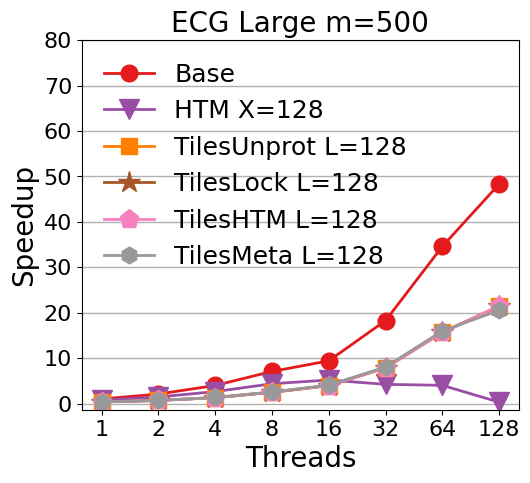 ECG Large m=500
80
70
60
50
40
30
20
10
0
Speedup
Base
HTM X=128
TilesUnprot L=128
TilesLock L=128
TilesHTM L=128
TilesMeta L=128
1 2 4 8 16 32 64 128
Threads